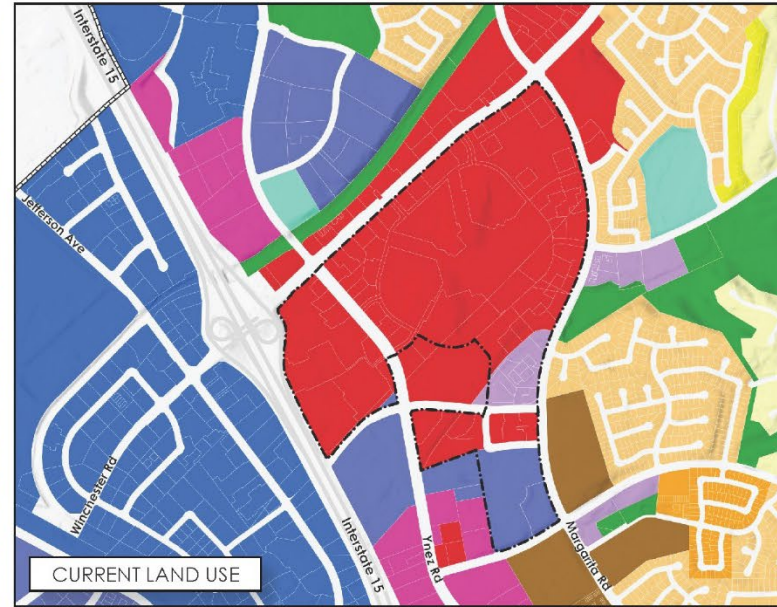 Interstate 15
Jefferson Ave
Winchester Rd
Interstate 15
Ynez Rd
Margarita Rd
CURRENT LAND USE